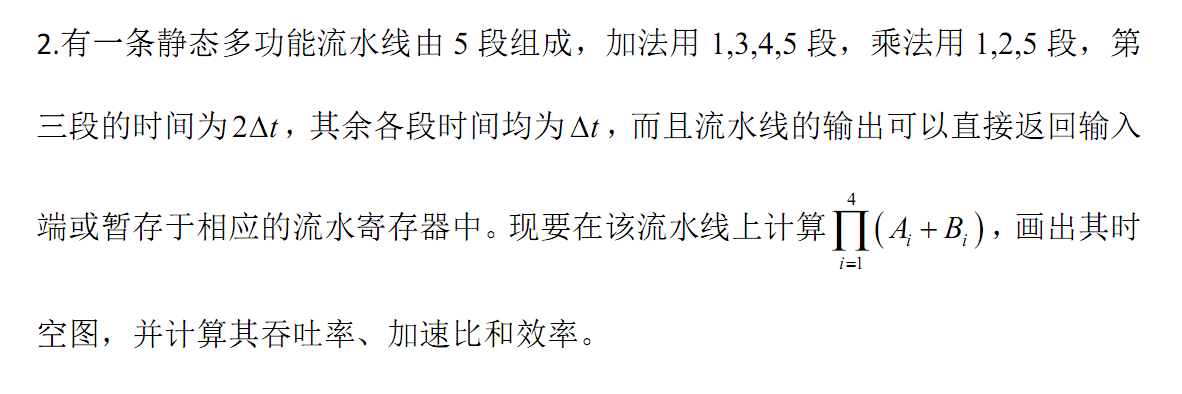 2.有一条静态多功能流水线由 5 段组成，加法用 1,3,4,5 段，乘法用 1,2,5 段，第
三段的时间为2Δt，其余各段时间均为Δt，而且流水线的输出可以直接返回输入
端或暂存于相应的流水寄存器中。现要在该流水线上计算∏_{i=1}^{4}(A_i + B_i)，画出其时
空图，并计算其吞吐率、加速比和效率。